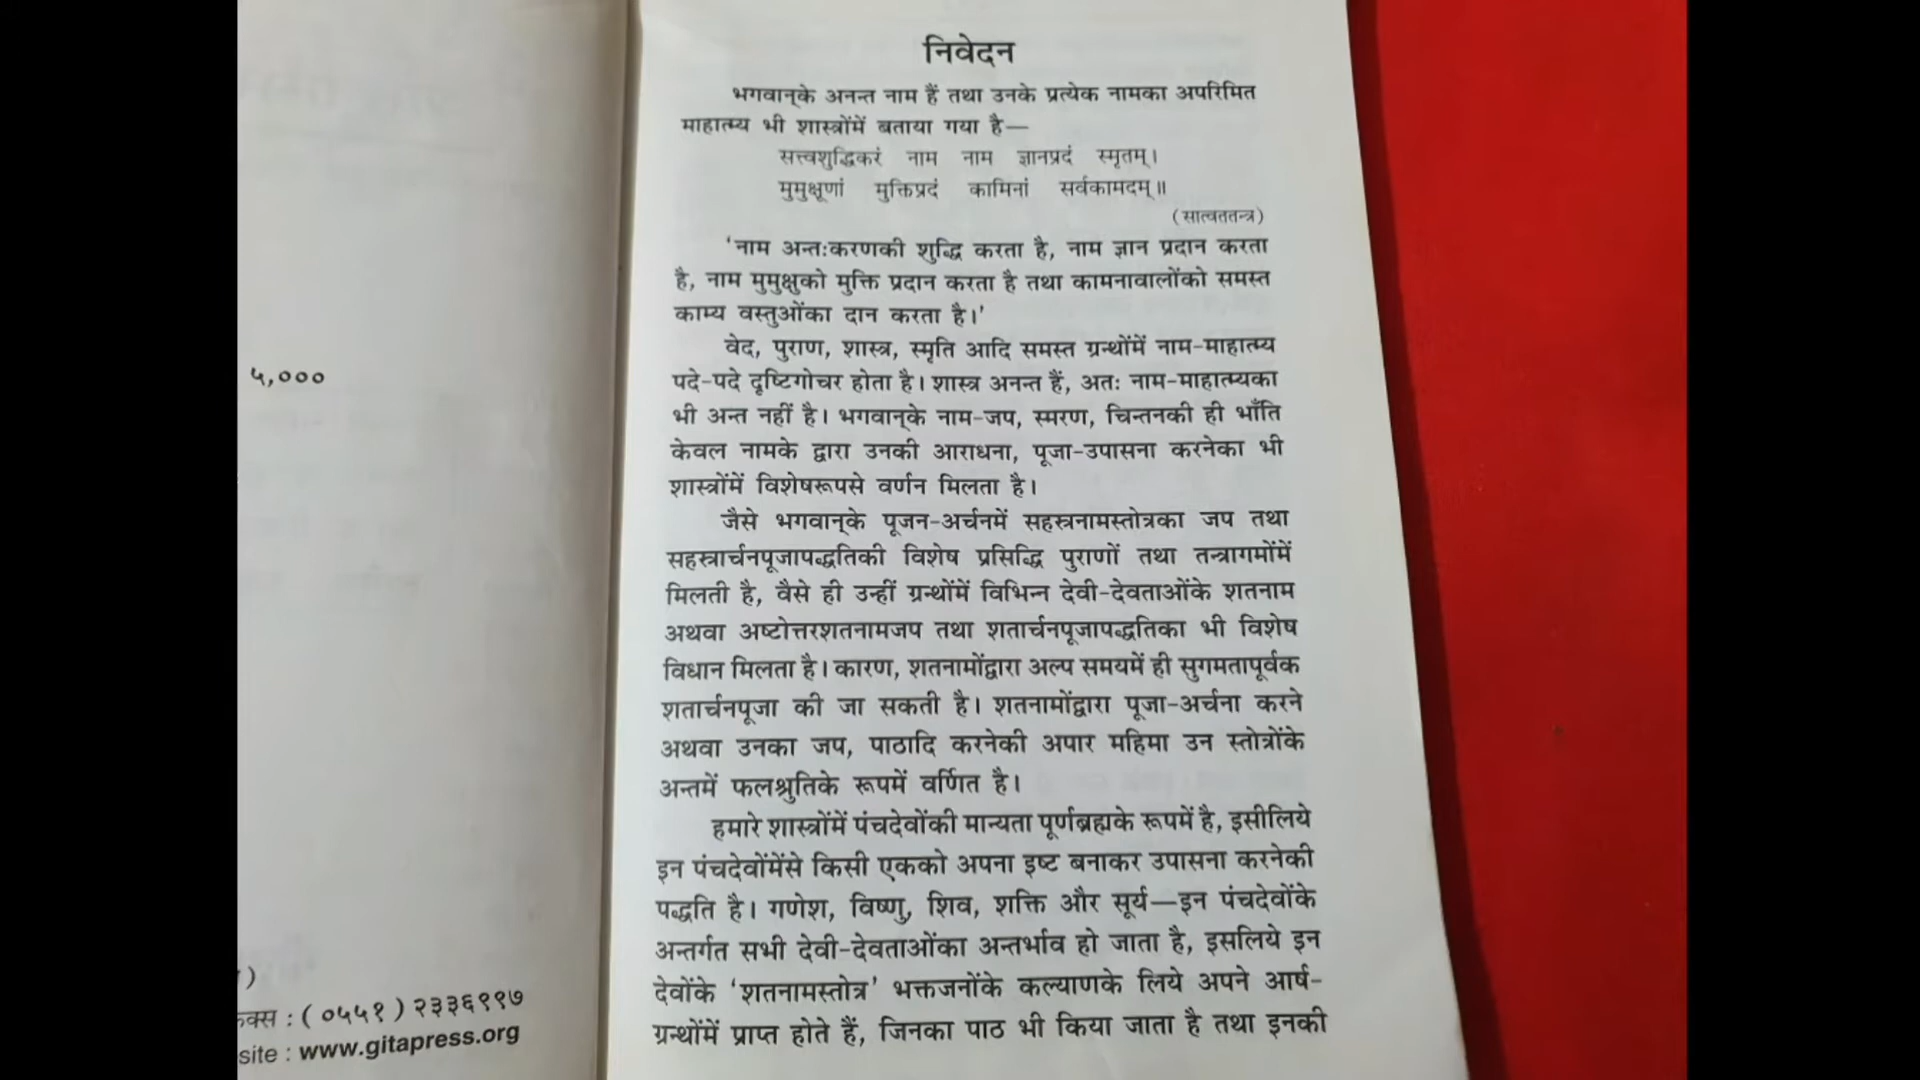 ५,०००
)
क्स : ( ०५५१ ) २३३६९९७
site : www.gitapress.org
निवेदन
भगवान्‌के अनन्त नाम हैं तथा उनके प्रत्येक नामका अपरिमित
माहात्म्य भी शास्त्रोंमें बताया गया है—
सत्त्वशुद्धिकरं नाम नाम ज्ञानप्रदं स्मृतम्।
मुमुक्षूणां मुक्तिप्रदं कामिनां सर्वकामदम्॥
(सात्वततन्त्र)
'नाम अन्तःकरणकी शुद्धि करता है, नाम ज्ञान प्रदान करता
है, नाम मुमुक्षुको मुक्ति प्रदान करता है तथा कामनावालोंको समस्त
काम्य वस्तुओंका दान करता है।'
वेद, पुराण, शास्त्र, स्मृति आदि समस्त ग्रन्थोंमें नाम-माहात्म्य
पदे-पदे दृष्टिगोचर होता है। शास्त्र अनन्त हैं, अतः नाम-माहात्म्यका
भी अन्त नहीं है। भगवान्‌के नाम-जप, स्मरण, चिन्तनकी ही भाँति
केवल नामके द्वारा उनकी आराधना, पूजा-उपासना करनेका भी
शास्त्रोंमें विशेषरूपसे वर्णन मिलता है।
जैसे भगवान्‌के पूजन-अर्चनमें सहस्रनामस्तोत्रका जप तथा
सहस्रार्चनपूजापद्धतिकी विशेष प्रसिद्धि पुराणों तथा तन्त्रागमोंमें
मिलती है, वैसे ही उन्हीं ग्रन्थोंमें विभिन्न देवी-देवताओंके शतनाम
अथवा अष्टोत्तरशतनामजप तथा शतार्चनपूजापद्धतिका भी विशेष
विधान मिलता है। कारण, शतनामोंद्वारा अल्प समयमें ही सुगमतापूर्वक
शतार्चनपूजा की जा सकती है। शतनामोंद्वारा पूजा-अर्चना करने
अथवा उनका जप, पाठादि करनेकी अपार महिमा उन स्तोत्रोंके
अन्तमें फलश्रुतिके रूपमें वर्णित है।
हमारे शास्त्रोंमें पंचदेवोंकी मान्यता पूर्णब्रह्मके रूपमें है, इसीलिये
इन पंचदेवोंमेंसे किसी एकको अपना इष्ट बनाकर उपासना करनेकी
पद्धति है। गणेश, विष्णु, शिव, शक्ति और सूर्य—इन पंचदेवोंके
अन्तर्गत सभी देवी-देवताओंका अन्तर्भाव हो जाता है, इसलिये इन
देवोंके 'शतनामस्तोत्र' भक्तजनोंके कल्याणके लिये अपने आर्ष-
ग्रन्थोंमें प्राप्त होते हैं, जिनका पाठ भी किया जाता है तथा इनकी